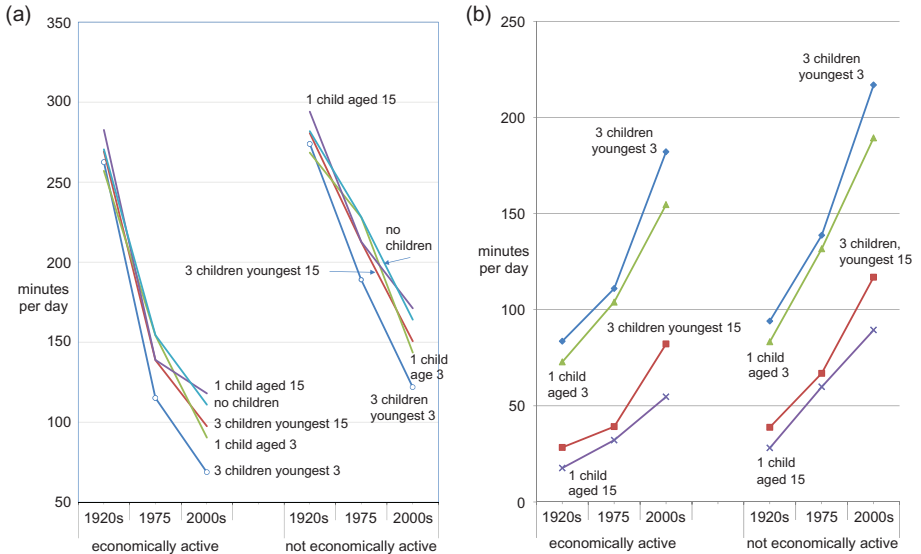 (a)
350
300
250
200
minutes
per day
150
100
50
1 child aged 15
no
children
3 children youngest 15
1 child
age 3
3 children
youngest 3
1 child aged 15
no children
3 children youngest 15
1 child aged 3
3 children youngest 3
1920s 1975 2000s 1920s 1975 2000s
economically active not economically active
(b)
250
200
150
minutes
per day
100
50
0
3 children
youngest 3
3 children
youngest 3
3 children,
youngest 15
3 children youngest 15
1 child
aged 3
1 child
aged 3
1 child
aged 15
1 child
aged 15
1920s 1975 2000s 1920s 1975 2000s
economically active not economically active